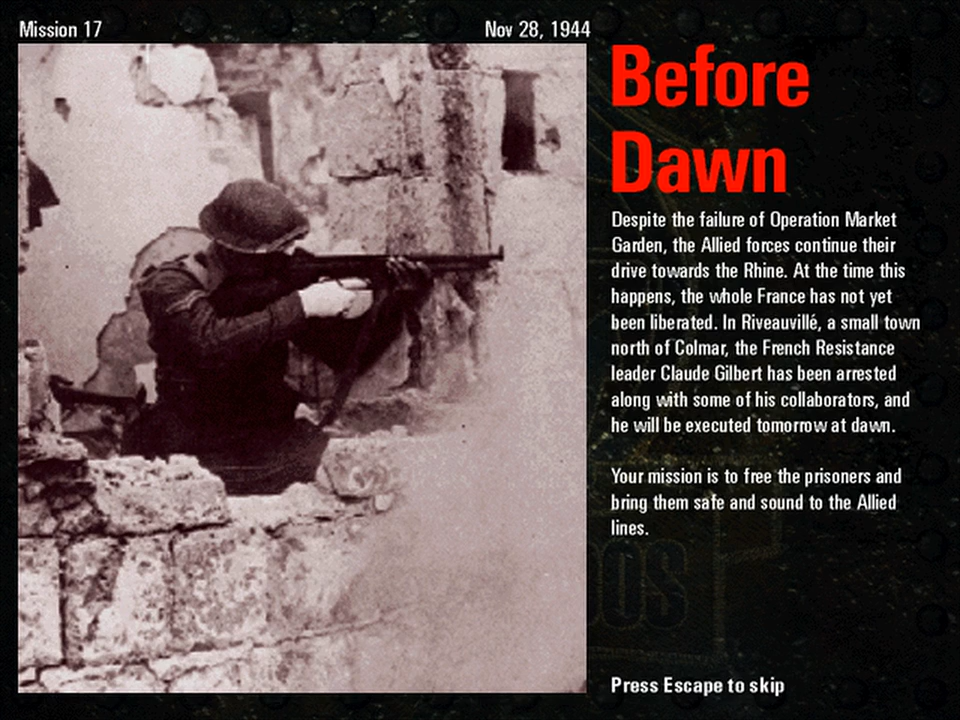 Mission 17
Nov 28, 1944
Before
Dawn
Despite the failure of Operation Market
Garden, the Allied forces continue their
drive towards the Rhine. At the time this
happens, the whole France has not yet
been liberated. In Riveauvillé, a small town
north of Colmar, the French Resistance
leader Claude Gilbert has been arrested
along with some of his collaborators, and
he will be executed tomorrow at dawn.
Your mission is to free the prisoners and
bring them safe and sound to the Allied
lines.
Press Escape to skip